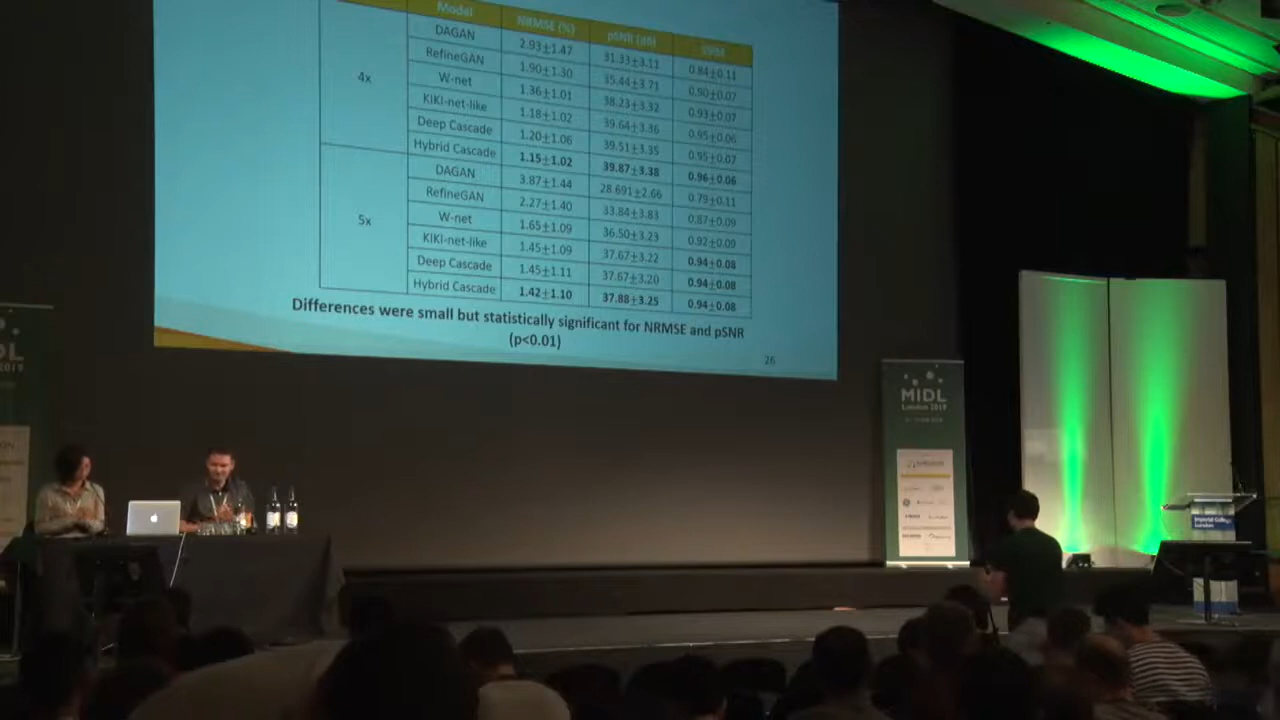 Model NRMSE (%) pSNR (dB) SSIM
4x
DAGAN 2.93±1.47 31.33±3.11 0.84±0.11
RefineGAN 1.90±1.30 35.44±3.71 0.90±0.07
W-net 1.36±1.01 38.23±3.32 0.93±0.07
KIKI-net-like 1.18±1.02 39.64±3.36 0.95±0.06
Deep Cascade 1.20±1.06 39.51±3.35 0.95±0.07
Hybrid Cascade 1.15±1.02 39.87±3.38 0.96±0.06
5x
DAGAN 3.87±1.44 28.691±2.66 0.79±0.11
RefineGAN 2.27±1.40 33.84±3.83 0.87±0.09
W-net 1.65±1.09 36.50±3.23 0.92±0.09
KIKI-net-like 1.45±1.09 37.67±3.22 0.94±0.08
Deep Cascade 1.45±1.11 37.67±3.20 0.94±0.08
Hybrid Cascade 1.42±1.10 37.88±3.25 0.94±0.08
Differences were small but statistically significant for NRMSE and pSNR
(p<0.01)
26
DL
2019
MIDL
London 2019
Imperial College
London